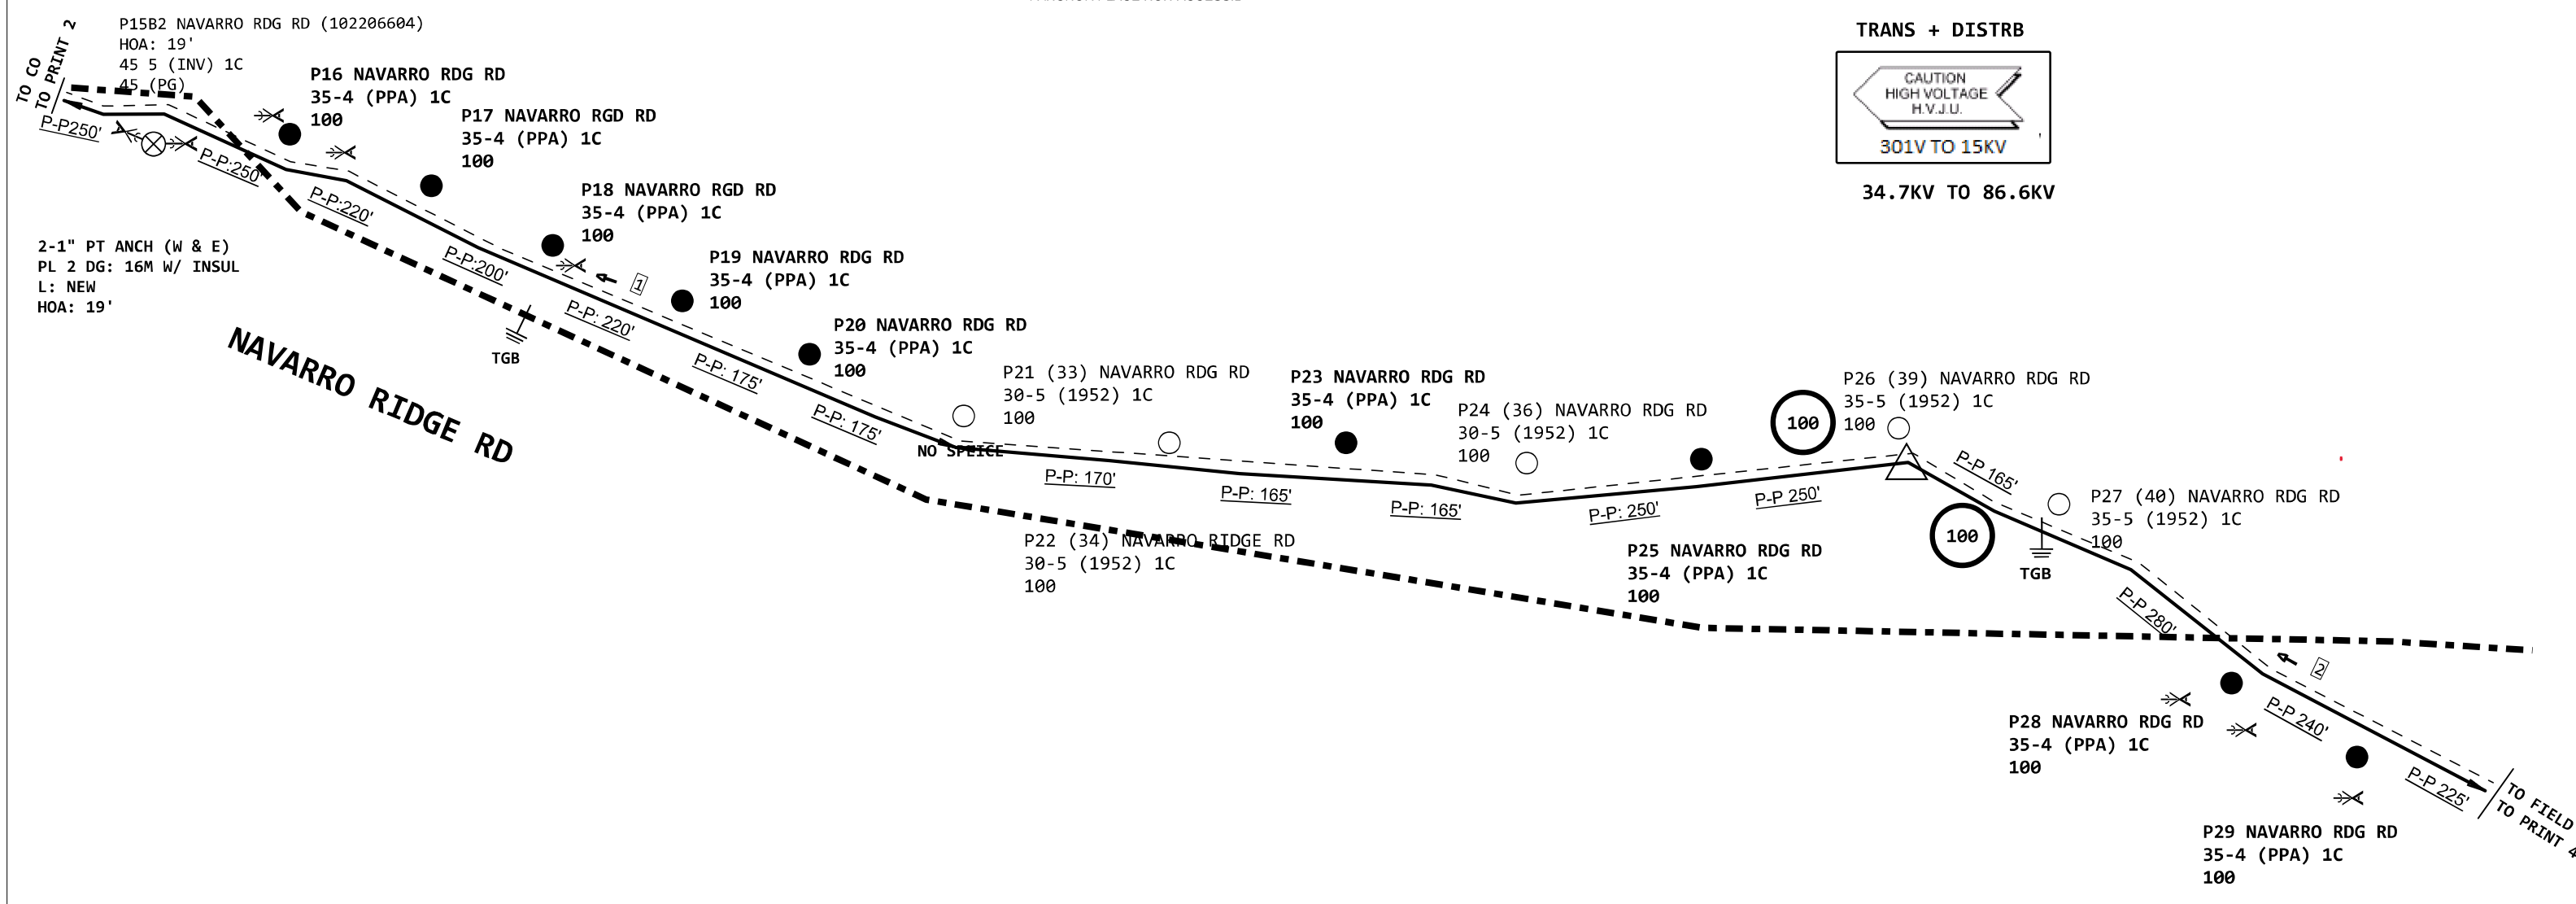 TO CO
TO PRINT 2
P15B2 NAVARRO RDG RD (102206604)
HOA: 19'
45 5 (INV) 1C
45 (PG)
P-P250'
P-P:250'
P16 NAVARRO RDG RD
35-4 (PPA) 1C
100
P-P:220'
P17 NAVARRO RGD RD
35-4 (PPA) 1C
100
P-P:200'
P18 NAVARRO RGD RD
35-4 (PPA) 1C
100
1
P-P: 220'
P19 NAVARRO RDG RD
35-4 (PPA) 1C
100
P-P: 175'
P20 NAVARRO RDG RD
35-4 (PPA) 1C
100
P-P: 175'
2-1" PT ANCH (W & E)
PL 2 DG: 16M W/ INSUL
L: NEW
HOA: 19'
TGB
NAVARRO RIDGE RD
P21 (33) NAVARRO RDG RD
30-5 (1952) 1C
100
NO SPEICE
P-P: 170'
P22 (34) NAVARRO RIDGE RD
30-5 (1952) 1C
100
P-P: 165'
P23 NAVARRO RDG RD
35-4 (PPA) 1C
100
P-P: 165'
P24 (36) NAVARRO RDG RD
30-5 (1952) 1C
100
P-P: 250'
P25 NAVARRO RDG RD
35-4 (PPA) 1C
100
P-P 250'
100
P26 (39) NAVARRO RDG RD
35-5 (1952) 1C
100
P-P 165'
100
TGB
P27 (40) NAVARRO RDG RD
35-5 (1952) 1C
100
P-P 280'
2
P28 NAVARRO RDG RD
35-4 (PPA) 1C
100
P-P 240'
P29 NAVARRO RDG RD
35-4 (PPA) 1C
100
P-P 225'
TO FIELD
TO PRINT 4
TRANS + DISTRB
CAUTION
HIGH VOLTAGE
H.V.J.U.
301V TO 15KV
34.7KV TO 86.6KV